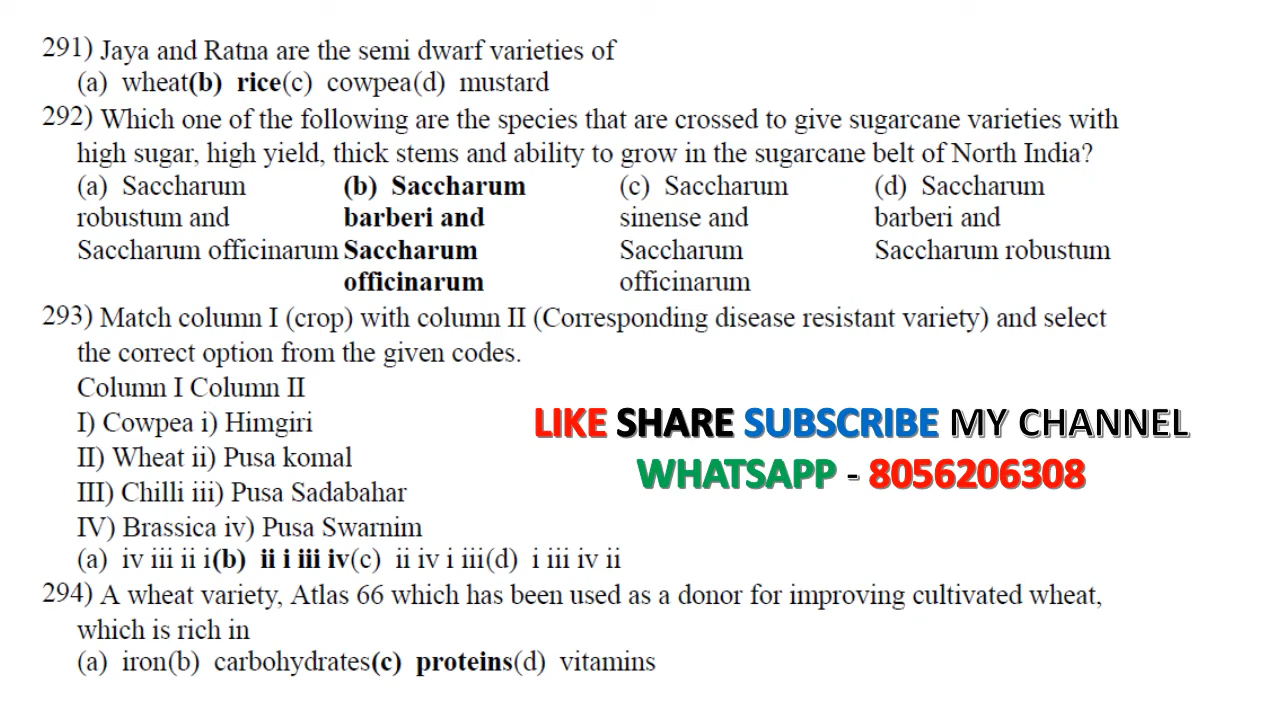 291) Jaya and Ratna are the semi dwarf varieties of
(a) wheat(b) rice(c) cowpea(d) mustard
292) Which one of the following are the species that are crossed to give sugarcane varieties with
high sugar, high yield, thick stems and ability to grow in the sugarcane belt of North India?
(a) Saccharum (b) Saccharum (c) Saccharum (d) Saccharum
robustum and barberi and sinense and barberi and
Saccharum officinarum Saccharum Saccharum Saccharum robustum
officinarum officinarum
293) Match column I (crop) with column II (Corresponding disease resistant variety) and select
the correct option from the given codes.
Column I Column II
I) Cowpea i) Himgiri
II) Wheat ii) Pusa komal
III) Chilli iii) Pusa Sadabahar
IV) Brassica iv) Pusa Swarnim
LIKE SHARE SUBSCRIBE MY CHANNEL
WHATSAPP - 8056206308
(a) iv iii ii i(b) ii i iii iv(c) ii iv i iii(d) i iii iv ii
294) A wheat variety, Atlas 66 which has been used as a donor for improving cultivated wheat,
which is rich in
(a) iron(b) carbohydrates(c) proteins(d) vitamins